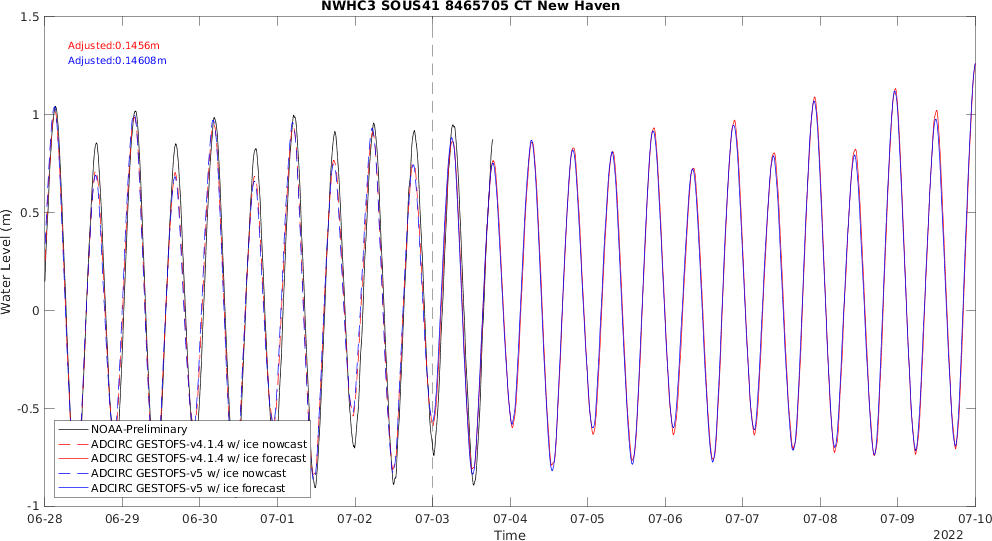 NWHC3 SOUS41 8465705 CT New Haven
Adjusted:0.1456m
Adjusted:0.14608m
Water Level (m)
1.5
1
0.5
0
-0.5
-1
NOAA-Preliminary
ADCIRC GESTOFS-v4.1.4 w/ ice nowcast
ADCIRC GESTOFS-v4.1.4 w/ ice forecast
ADCIRC GESTOFS-v5 w/ ice nowcast
ADCIRC GESTOFS-v5 w/ ice forecast
06-28 06-29 06-30 07-01 07-02 07-03 07-04 07-05 07-06 07-07 07-08 07-09 07-10
Time
2022